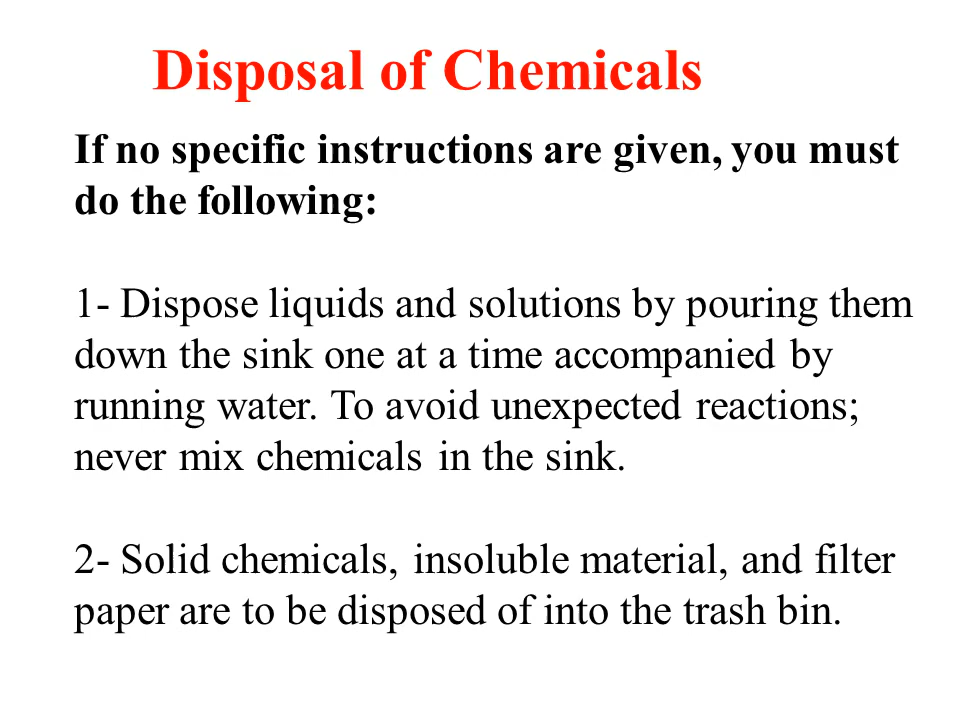 Disposal of Chemicals
If no specific instructions are given, you must
do the following:
1- Dispose liquids and solutions by pouring them
down the sink one at a time accompanied by
running water. To avoid unexpected reactions;
never mix chemicals in the sink.
2- Solid chemicals, insoluble material, and filter
paper are to be disposed of into the trash bin.